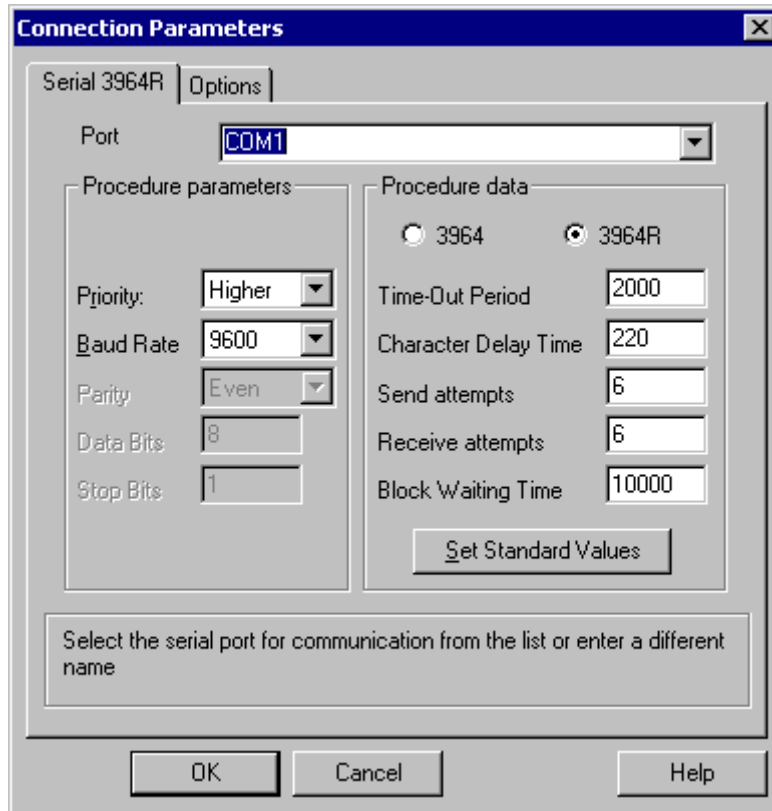 Connection Parameters
Serial 3964R
Options
Port
COM1
Procedure parameters
Priority:
Higher
Baud Rate
9600
Parity
Even
Data Bits
8
Stop Bits
1
Procedure data
3964
3964R
Time-Out Period
2000
Character Delay Time
220
Send attempts
6
Receive attempts
6
Block Waiting Time
10000
Set Standard Values
Select the serial port for communication from the list or enter a different
name
OK
Cancel
Help